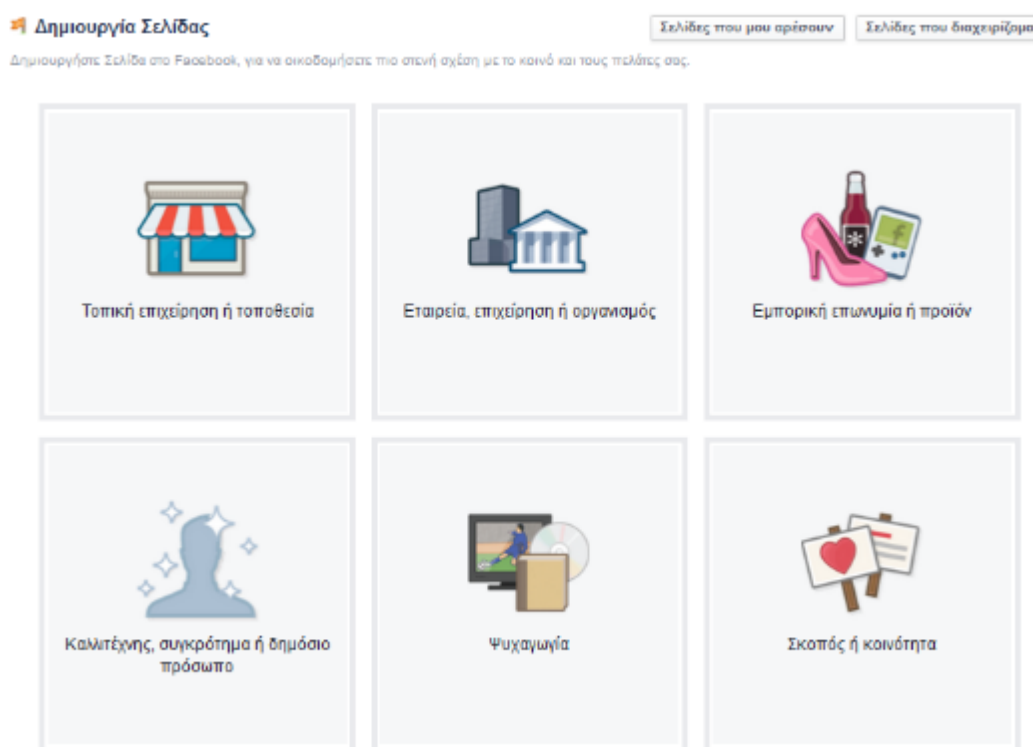 Δημιουργία Σελίδας
Σελίδες που μου αρέσουν
Σελίδες που διαχειρίζομα
Δημιουργήστε Σελίδα στο Facebook, για να οικοδομήσετε πιο στενή σχέση με το κοινό και τους πελάτες σας.
Τοπική επιχείρηση ή τοποθεσία
Εταιρεία, επιχείρηση ή οργανισμός
Εμπορική επωνυμία ή προϊόν
Καλλιτέχνης, συγκρότημα ή δημόσιο
πρόσωπο
Ψυχαγωγία
Σκοπός ή κοινότητα